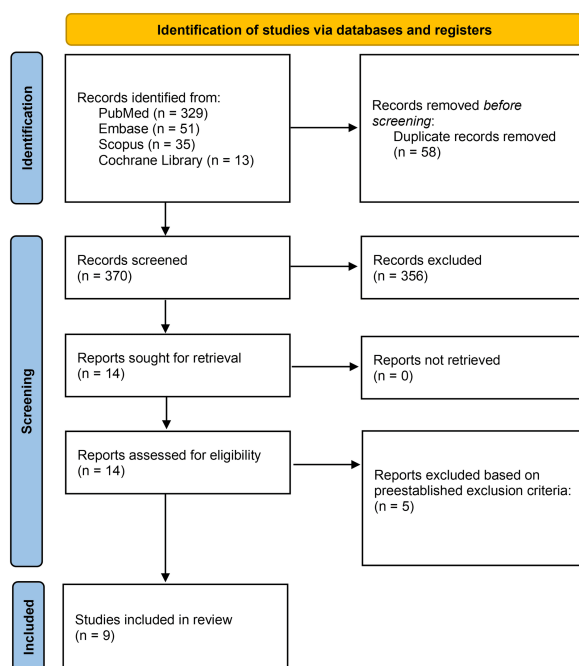 Identification of studies via databases and registers
Identification
Records identified from:
PubMed (n = 329)
Embase (n = 51)
Scopus (n = 35)
Cochrane Library (n = 13)
Records removed before
screening:
Duplicate records removed
(n = 58)
Screening
Records screened
(n = 370)
Records excluded
(n = 356)
Reports sought for retrieval
(n = 14)
Reports not retrieved
(n = 0)
Reports assessed for eligibility
(n = 14)
Reports excluded based on
preestablished exclusion criteria:
(n = 5)
Included
Studies included in review
(n = 9)